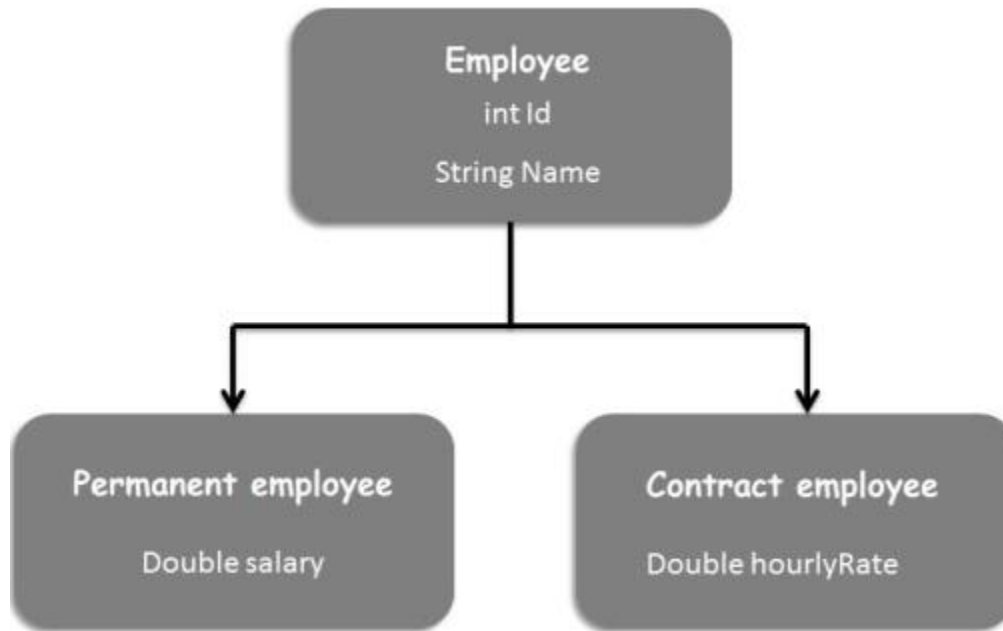 Employee
int Id
String Name
Permanent employee
Double salary
Contract employee
Double hourlyRate